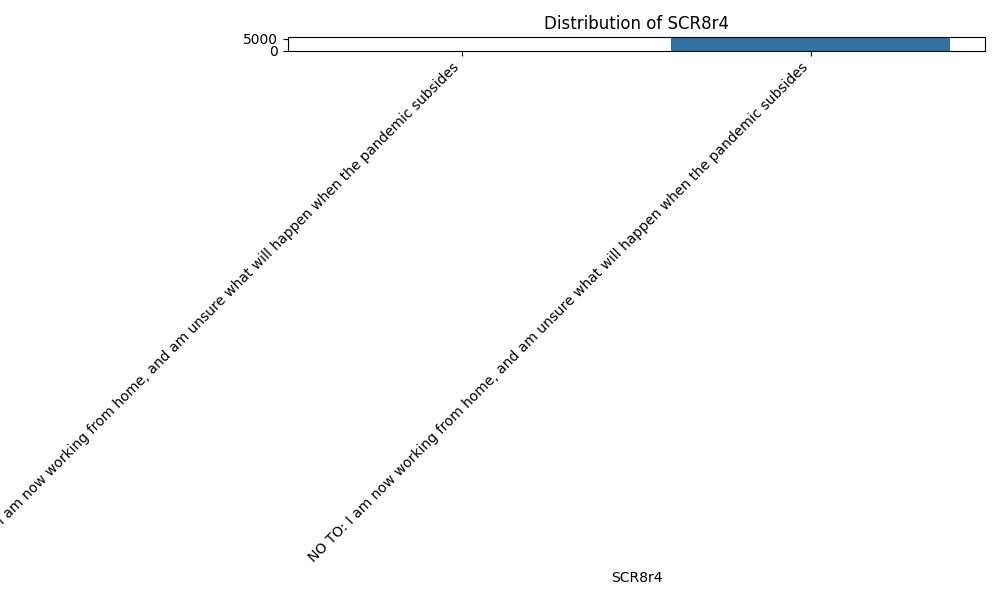 Distribution of SCR8r4
5000
0
I am now working from home, and am unsure what will happen when the pandemic subsides
NO TO: I am now working from home, and am unsure what will happen when the pandemic subsides
SCR8r4